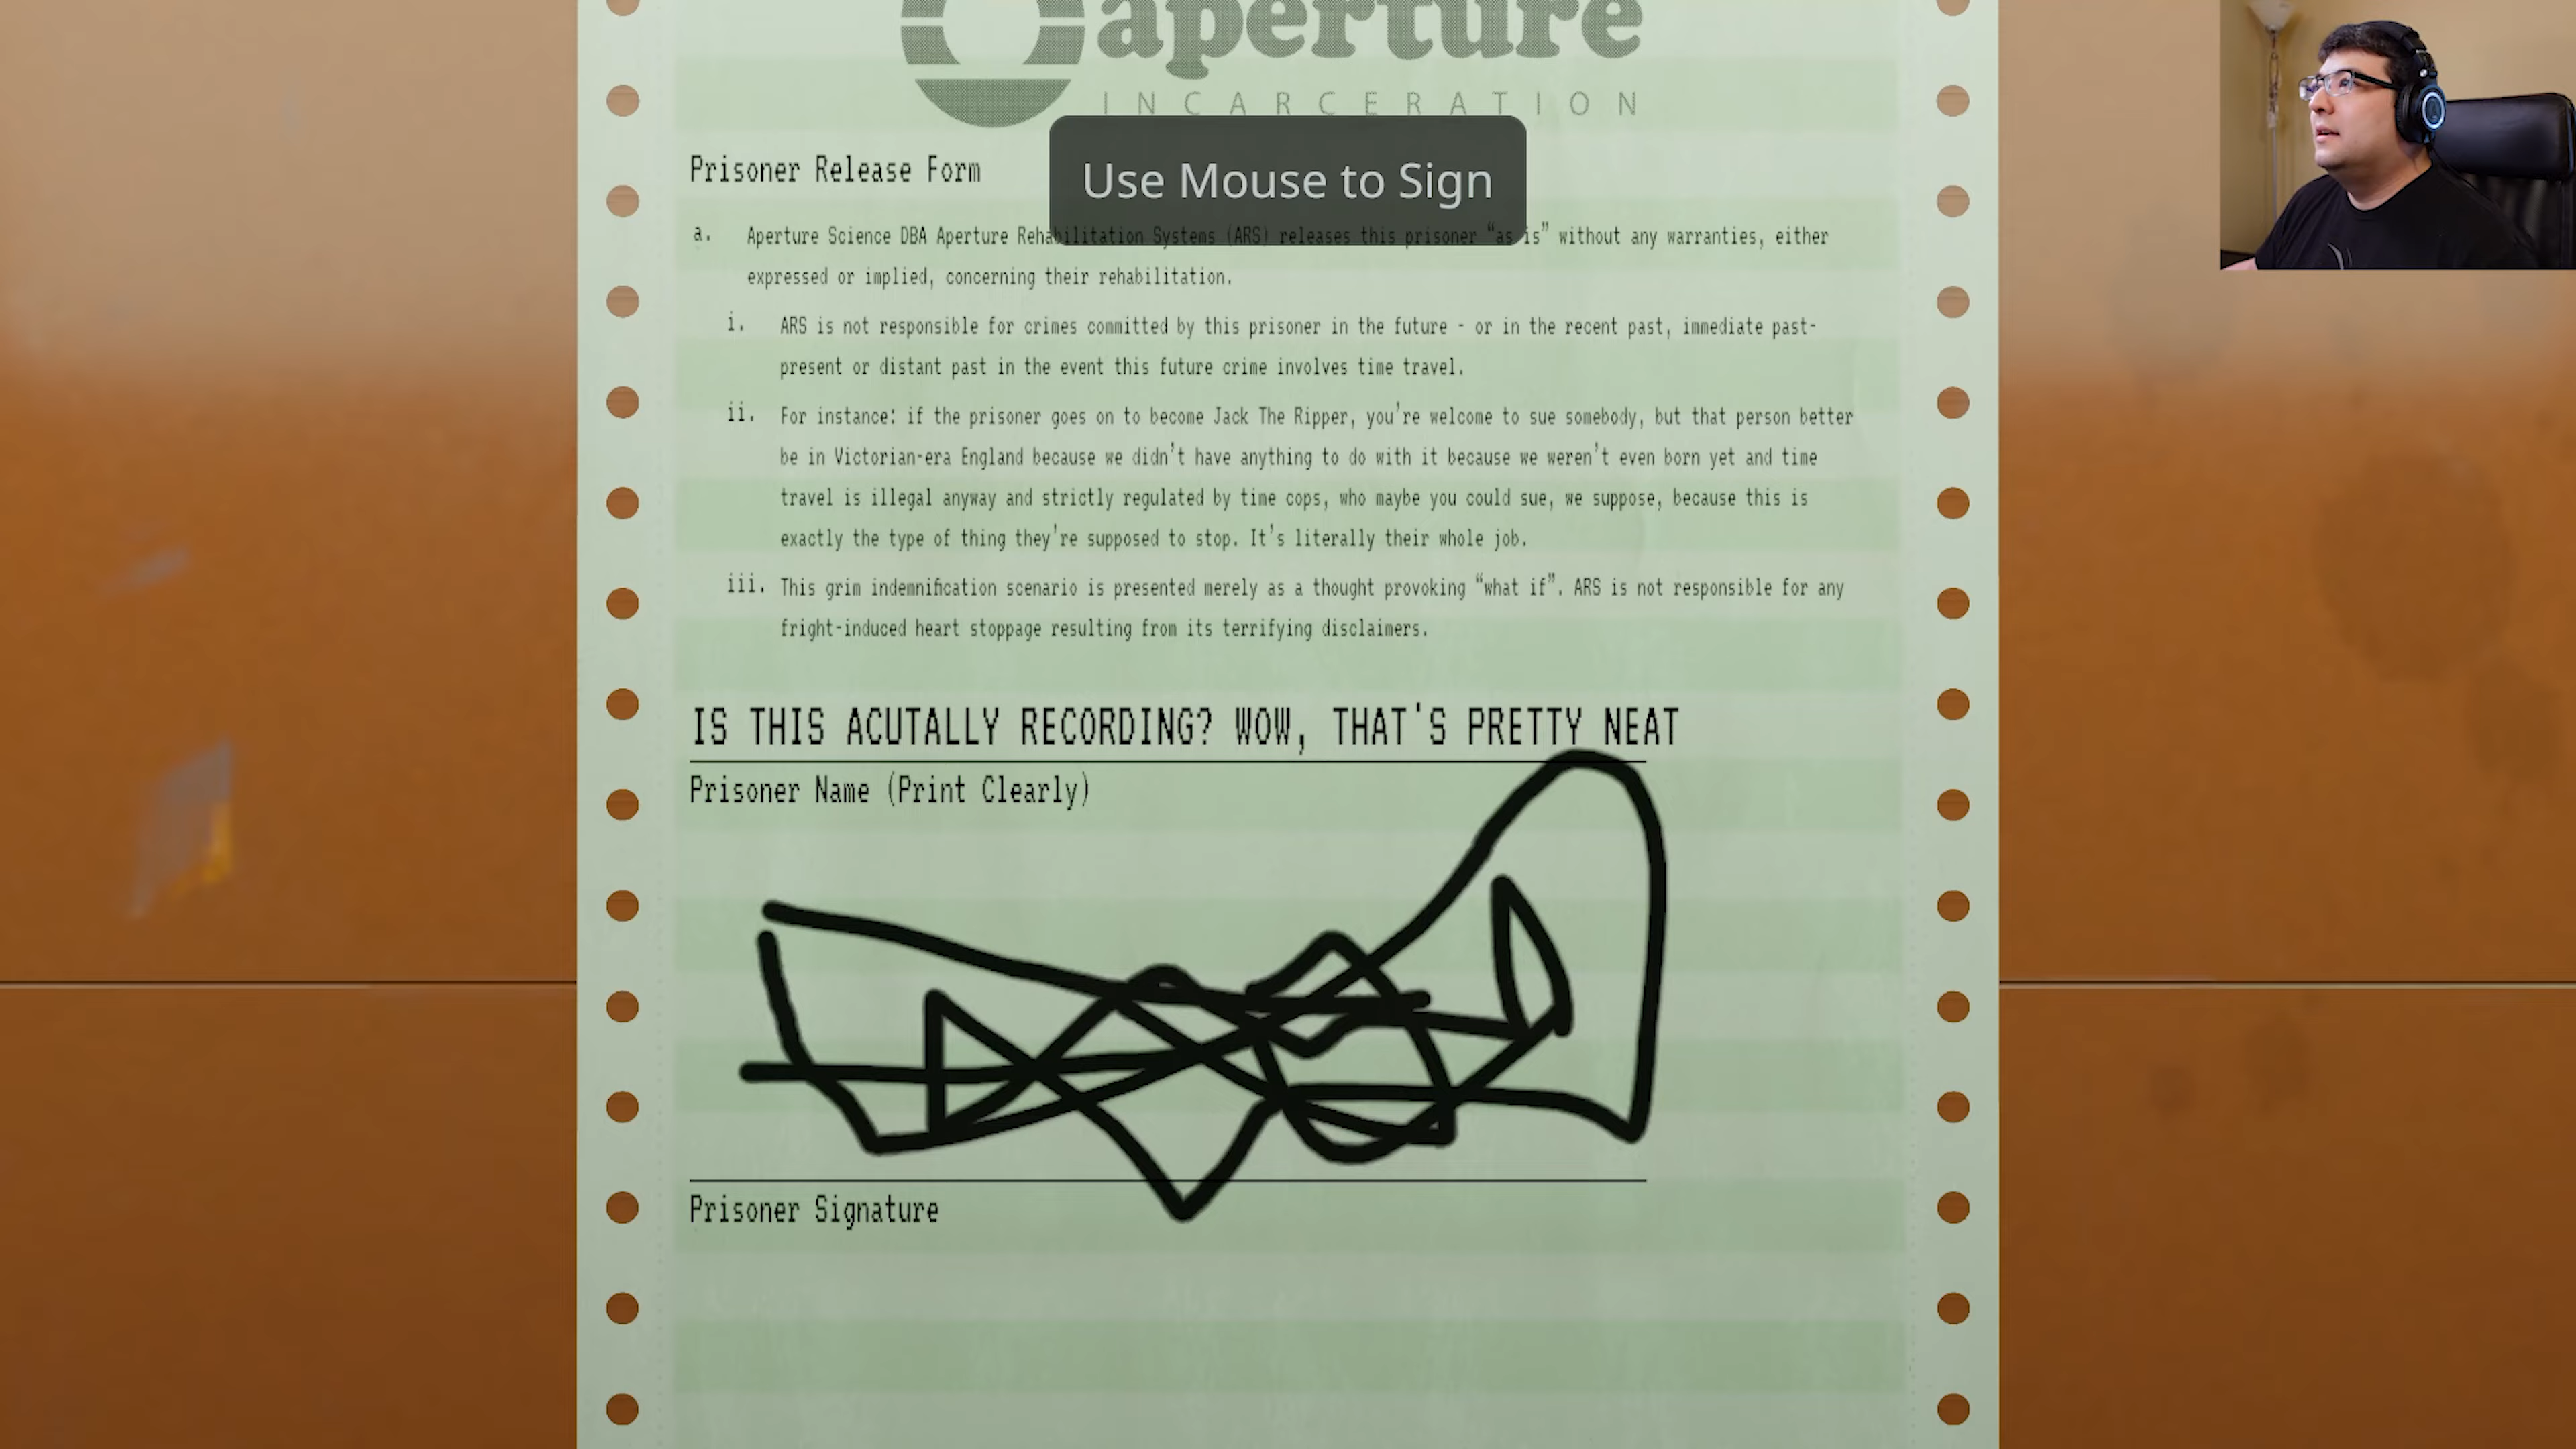 aperture
INCARCERATION
Use Mouse to Sign
Prisoner Release Form
a. Aperture Science DBA Aperture Rehabilitation Systems (ARS) releases this prisoner “as is” without any warranties, either
expressed or implied, concerning their rehabilitation.
i. ARS is not responsible for crimes committed by this prisoner in the future - or in the recent past, immediate past-
present or distant past in the event this future crime involves time travel.
ii. For instance: if the prisoner goes on to become Jack The Ripper, you're welcome to sue somebody, but that person better
be in Victorian-era England because we didn't have anything to do with it because we weren't even born yet and time
travel is illegal anyway and strictly regulated by time cops, who maybe you could sue, we suppose, because this is
exactly the type of thing they're supposed to stop. It's literally their whole job.
iii. This grim indemnification scenario is presented merely as a thought provoking “what if”. ARS is not responsible for any
fright-induced heart stoppage resulting from its terrifying disclaimers.
IS THIS ACUTALLY RECORDING? WOW, THAT'S PRETTY NEAT
Prisoner Name (Print Clearly)
Prisoner Signature